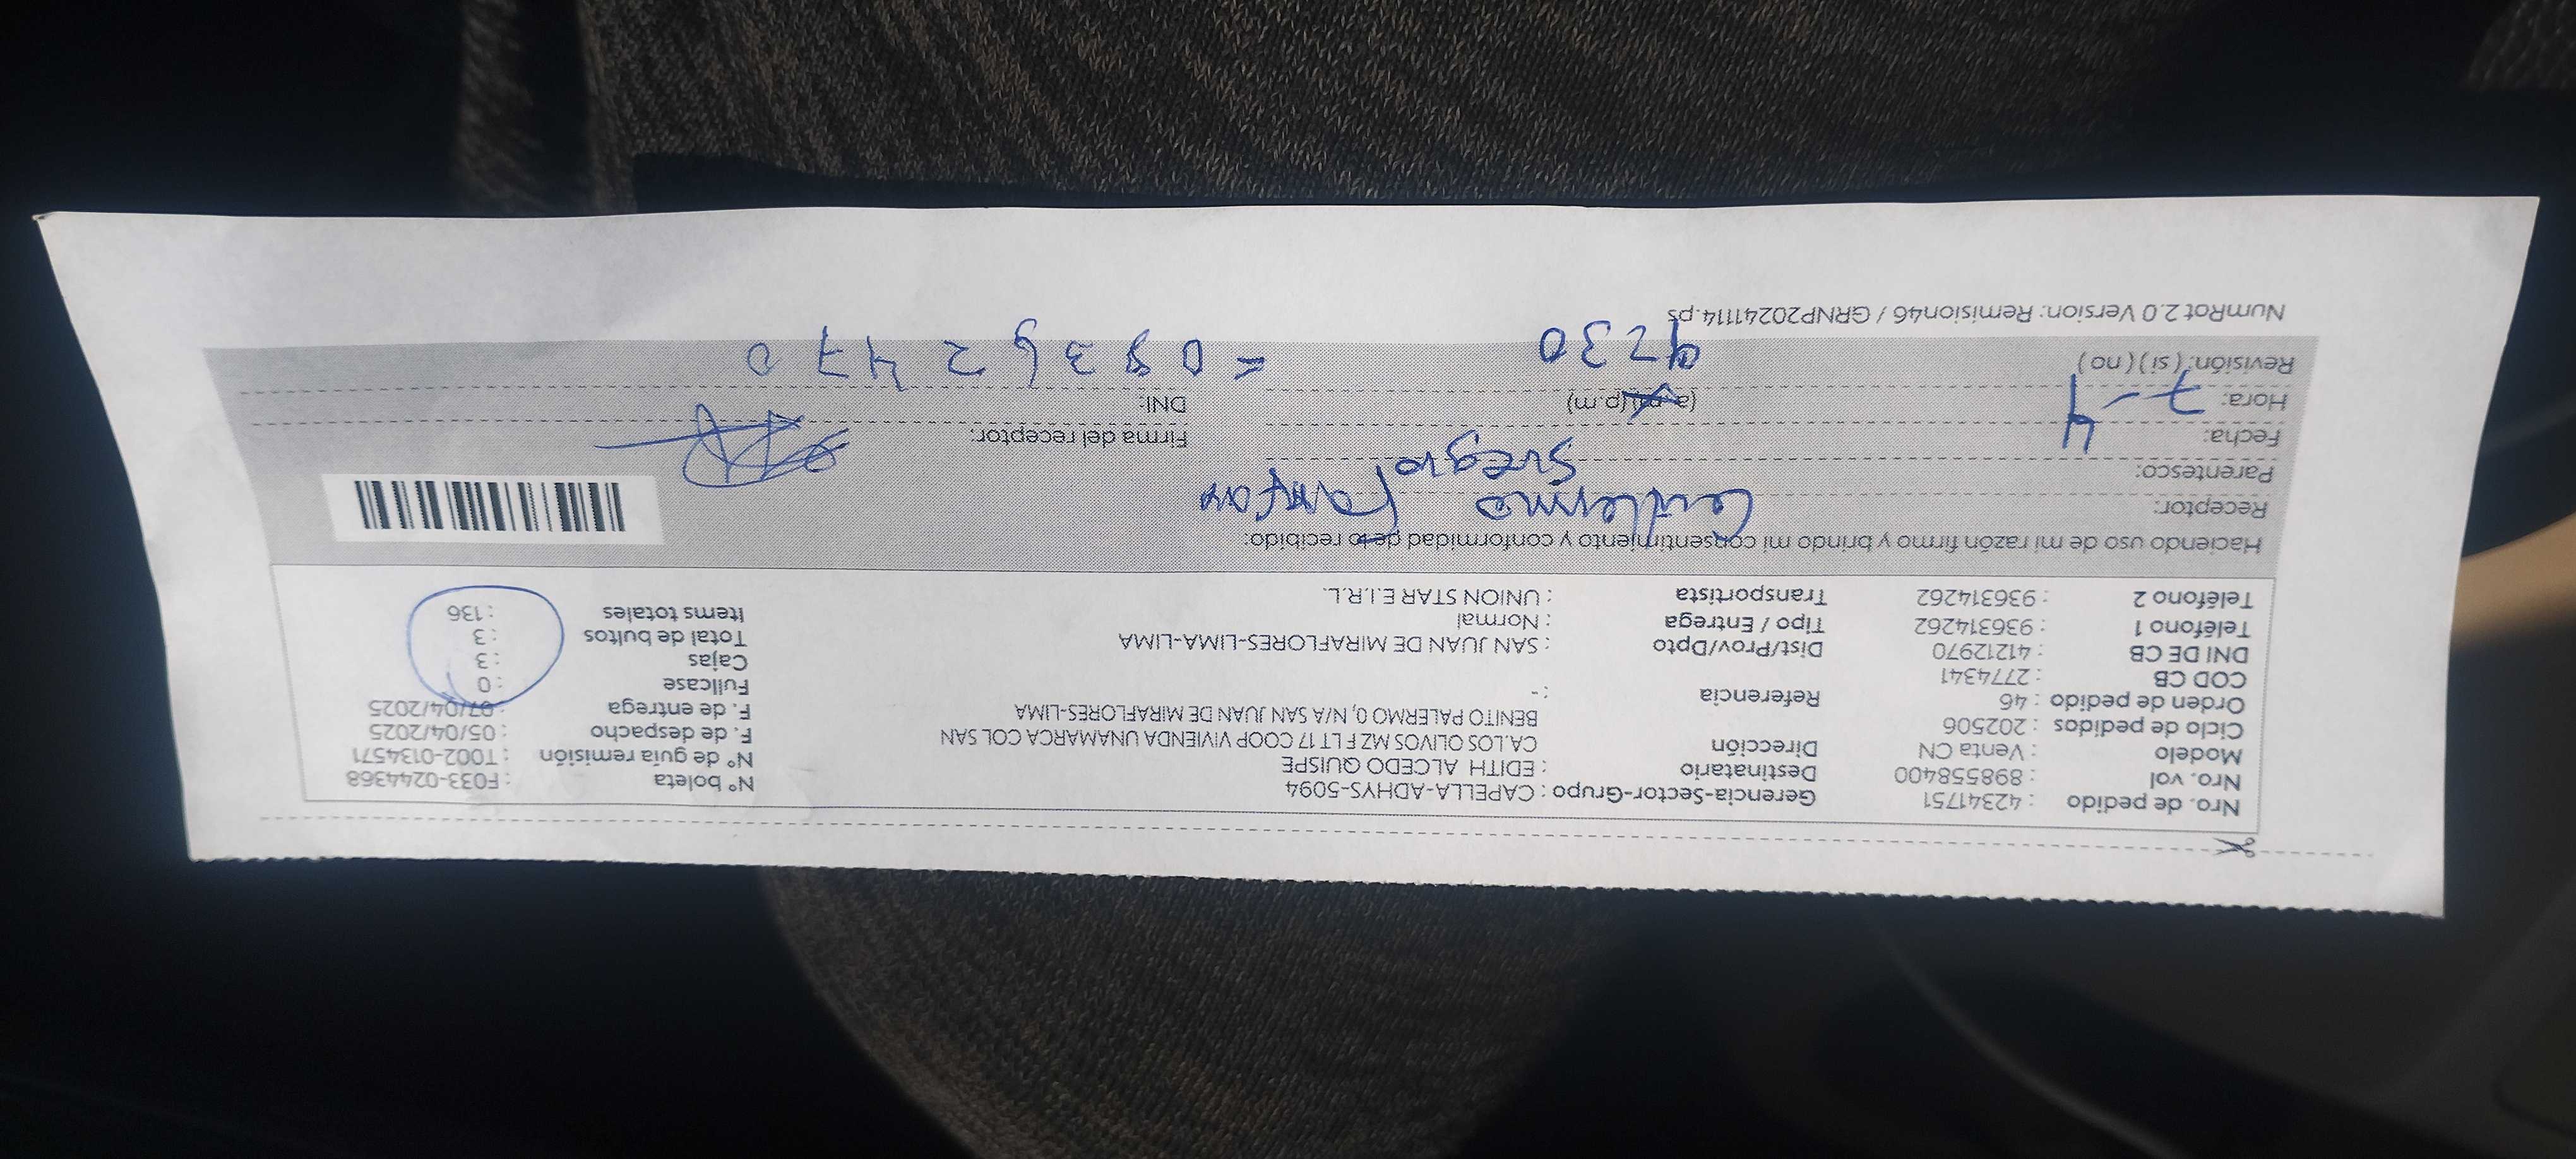 Nro. de pedido : 42341751 Gerencia-Sector-Grupo : CAPELLA-ADHYS-5094 N° boleta : F033-0244368
Nro. vol : 898558400 Destinatario : EDITH ALCEDO QUISPE N° de guía remisión : T002-0134571
Modelo : Venta CN Dirección CA.LOS OLIVOS MZ F LT 17 COOP VIVIENDA UNAMARCA COL SAN F. de despacho : 05/04/2025
Ciclo de pedidos : 202506 BENITO PALERMO 0, N/A SAN JUAN DE MIRAFLORES-LIMA F. de entrega : 07/04/2025
Orden de pedido : 46 Referencia : - Fullcase : 0
COD CB : 2774341 Cajas : 3
DNI DE CB : 41212970 Dist/Prov/Dpto : SAN JUAN DE MIRAFLORES-LIMA-LIMA Total de bultos : 3
Teléfono 1 : 936314262 Tipo / Entrega : Normal Items totales : 136
Teléfono 2 : 936314262 Transportista : UNION STAR E.I.R.L.
Haciendo uso de mi razón firmo y brindo mi consentimiento y conformidad de lo recibido:
Receptor: Guillermo
Parentesco: Suegro
Fecha: 7-4 Firma del receptor:
Hora: (a.m)(p.m) DNI:
Revisión: (si) (no) 4230 = 08362470
NumRot 2.0 Version: Remision46 / GRNP20241114.ps